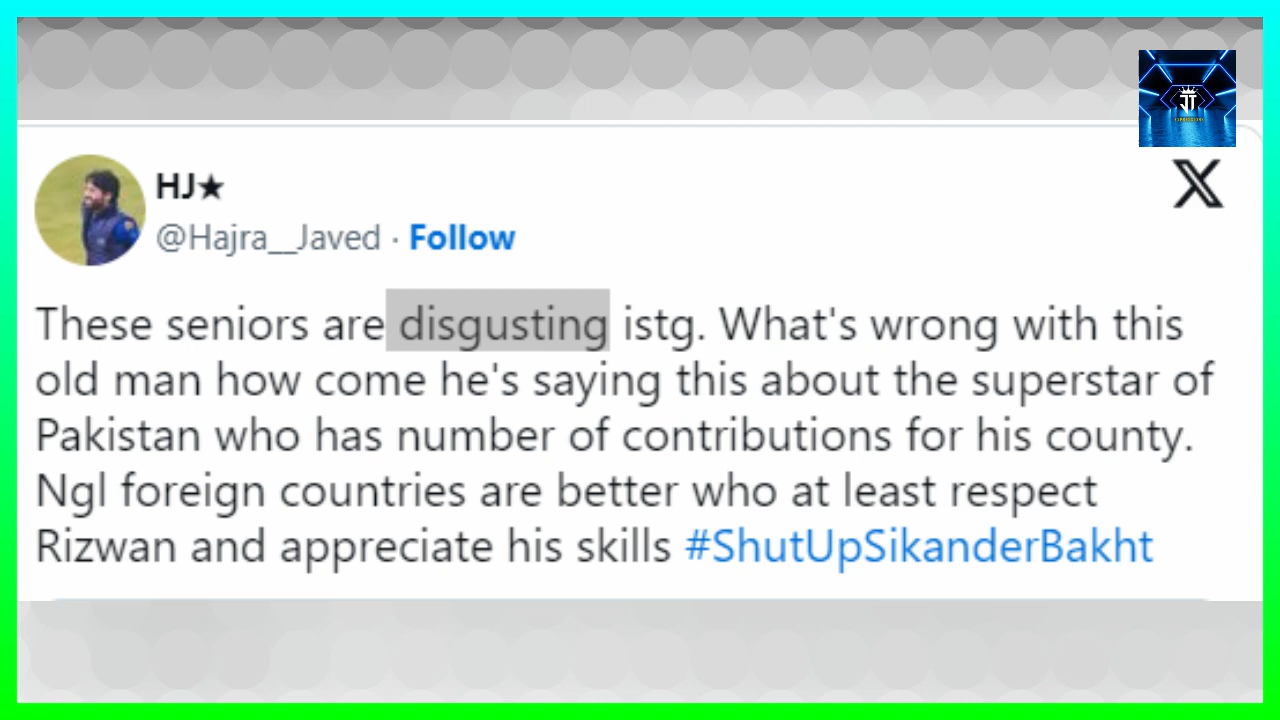 HJ★
@Hajra__Javed · Follow
These seniors are disgusting istg. What's wrong with this
old man how come he's saying this about the superstar of
Pakistan who has number of contributions for his county.
Ngl foreign countries are better who at least respect
Rizwan and appreciate his skills #ShutUpSikanderBakht